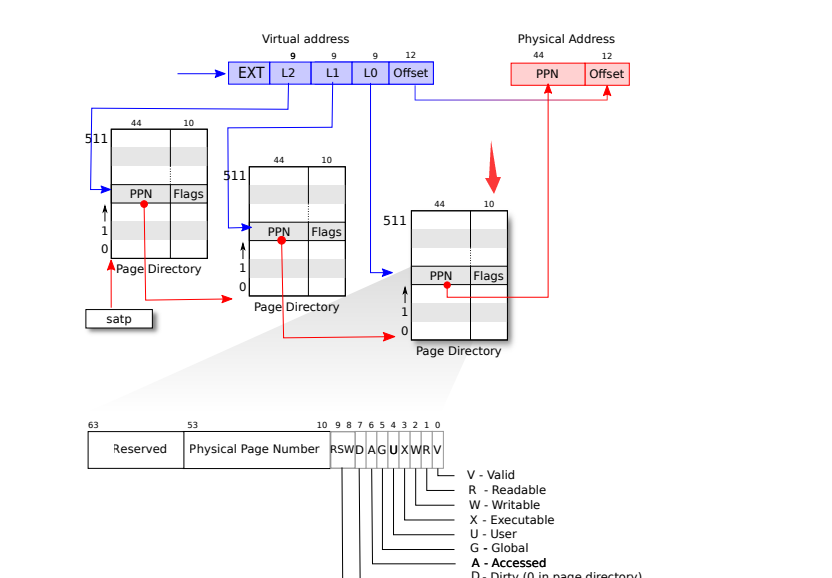 Virtual address
Physical Address
9 9 9 12
44 12
EXT L2 L1 L0 Offset
PPN Offset
44 10
511
PPN Flags
1
0
Page Directory
satp
44 10
511
PPN Flags
1
0
Page Directory
44 10
511
PPN Flags
1
0
Page Directory
63 53 10 9 8 7 6 5 4 3 2 1 0
Reserved Physical Page Number RSW D A G U X W R V
V - Valid
R - Readable
W - Writable
X - Executable
U - User
G - Global
A - Accessed
D - Dirty (0 in page directory)